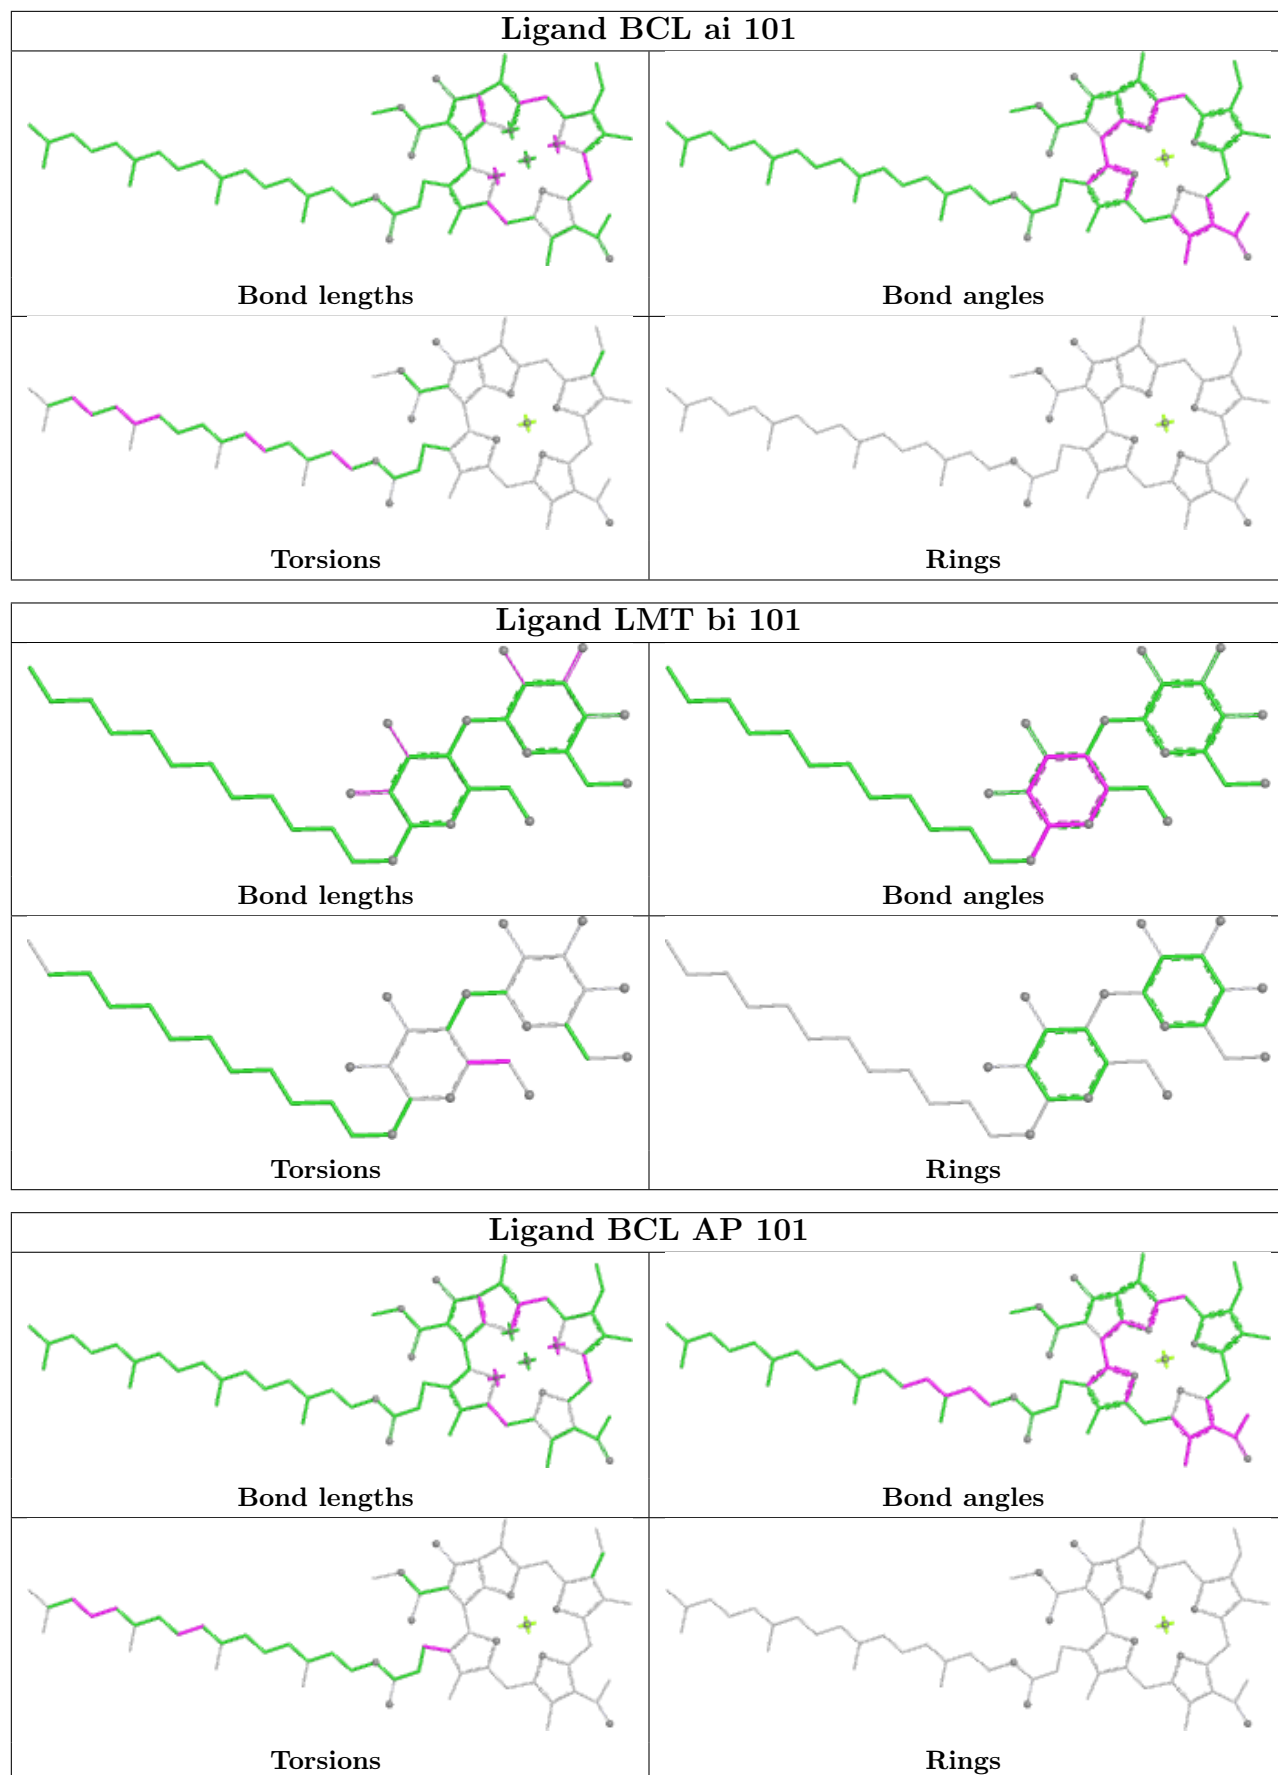 Ligand BCL ai 101
Bond lengths
Bond angles
Torsions
Rings
Ligand LMT bi 101
Bond lengths
Bond angles
Torsions
Rings
Ligand BCL AP 101
Bond lengths
Bond angles
Torsions
Rings